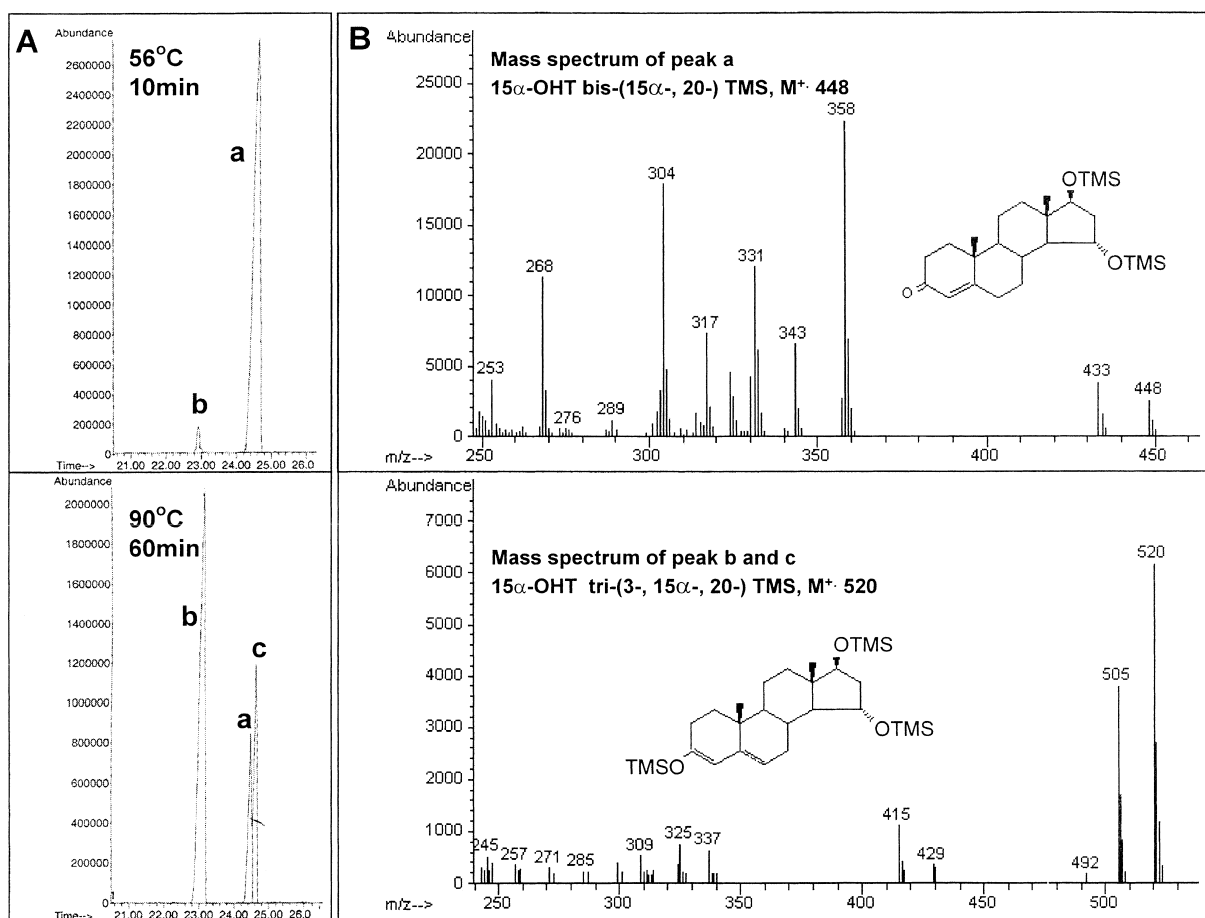 A
Abundance
56°C
10min
2600000
2400000
2200000
2000000
1800000
1600000
1400000
1200000
1000000
800000
600000
400000
200000
0
a
b
Time-->
21.00 22.00 23.00 24.00 25.00 26.0
Abundance
90°C
60min
2000000
1800000
1600000
1400000
1200000
1000000
800000
600000
400000
200000
0
b
c
a
Time-->
21.00 22.00 23.00 24.00 25.00 26.0
B
Abundance
Mass spectrum of peak a
15α-OHT bis-(15α-, 20-) TMS, M+· 448
25000
20000
15000
10000
5000
0
253
268
276
289
304
317
331
343
358
433
448
OTMS
OTMS
O
m/z-->
250 300 350 400 450
Abundance
Mass spectrum of peak b and c
15α-OHT tri-(3-, 15α-, 20-) TMS, M+· 520
7000
6000
5000
4000
3000
2000
1000
0
245
257
271
285
309
325
337
415
429
492
505
520
OTMS
OTMS
TMSO
m/z-->
250 300 350 400 450 500